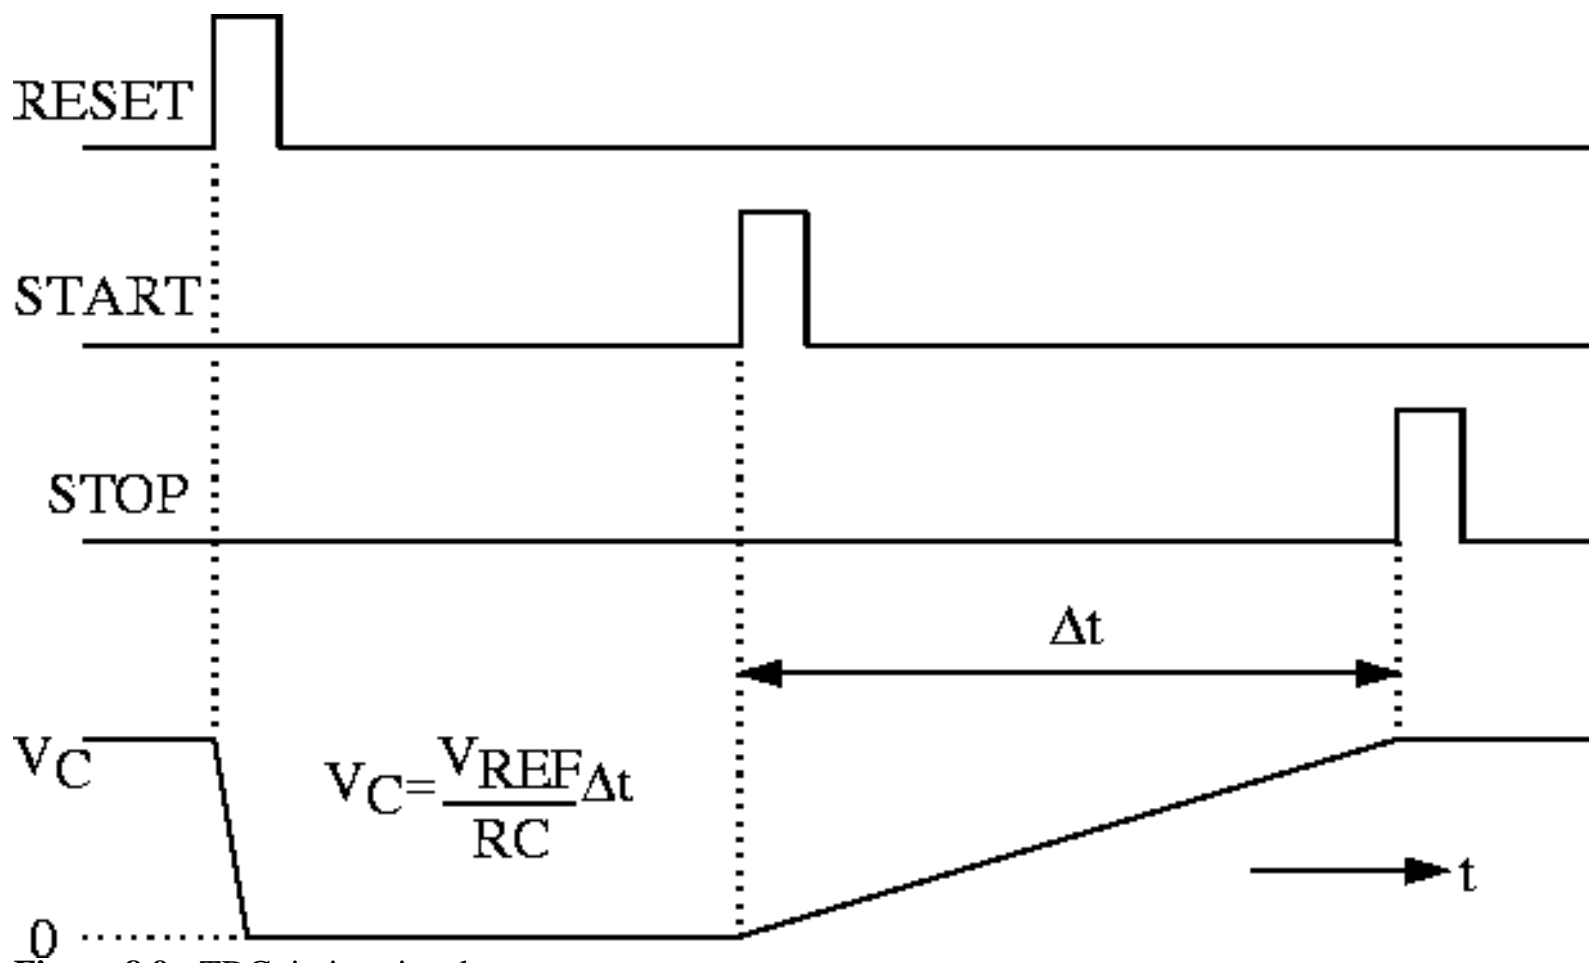 RESET
START
STOP
Δt
V_C
V_C = V_REF/RC Δt
t
0